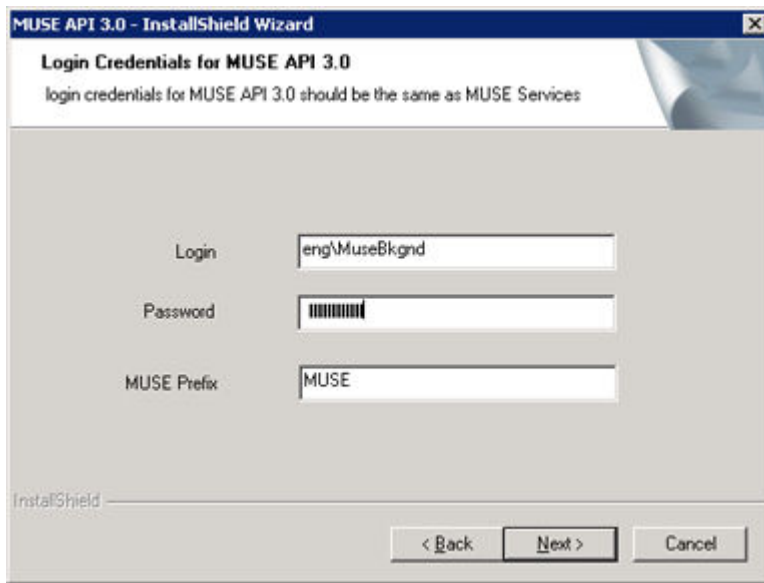 MUSE API 3.0 - InstallShield Wizard
Login Credentials for MUSE API 3.0
login credentials for MUSE API 3.0 should be the same as MUSE Services
Login
eng\MuseBkgnd
Password
MUSE Prefix
MUSE
InstallShield
< Back
Next >
Cancel